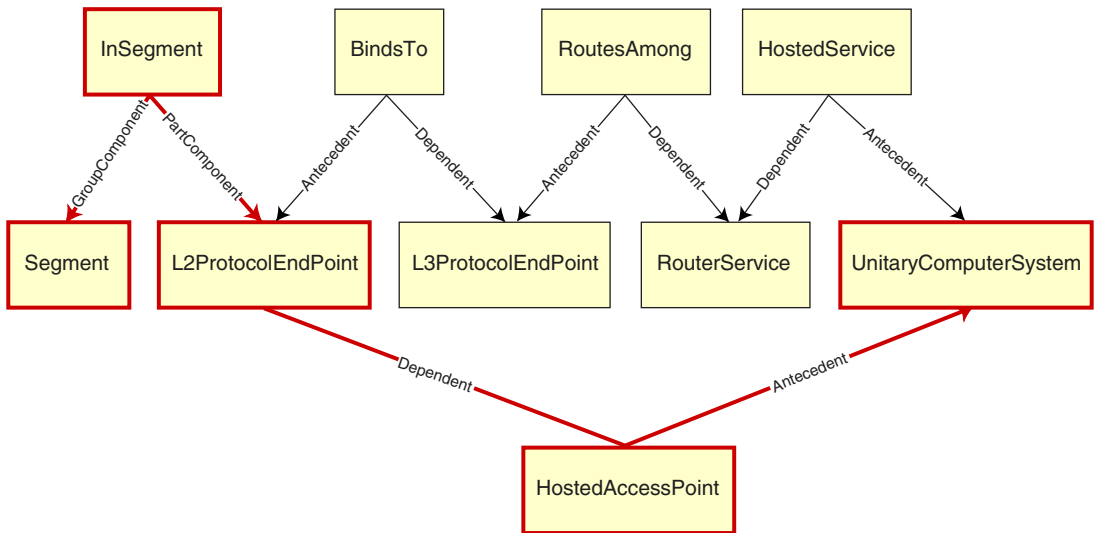 InSegment
BindsTo
RoutesAmong
HostedService
GroupComponent
PartComponent
Antecedent
Dependent
Antecedent
Dependent
Dependent
Antecedent
Segment
L2ProtocolEndPoint
L3ProtocolEndPoint
RouterService
UnitaryComputerSystem
Dependent
Antecedent
HostedAccessPoint